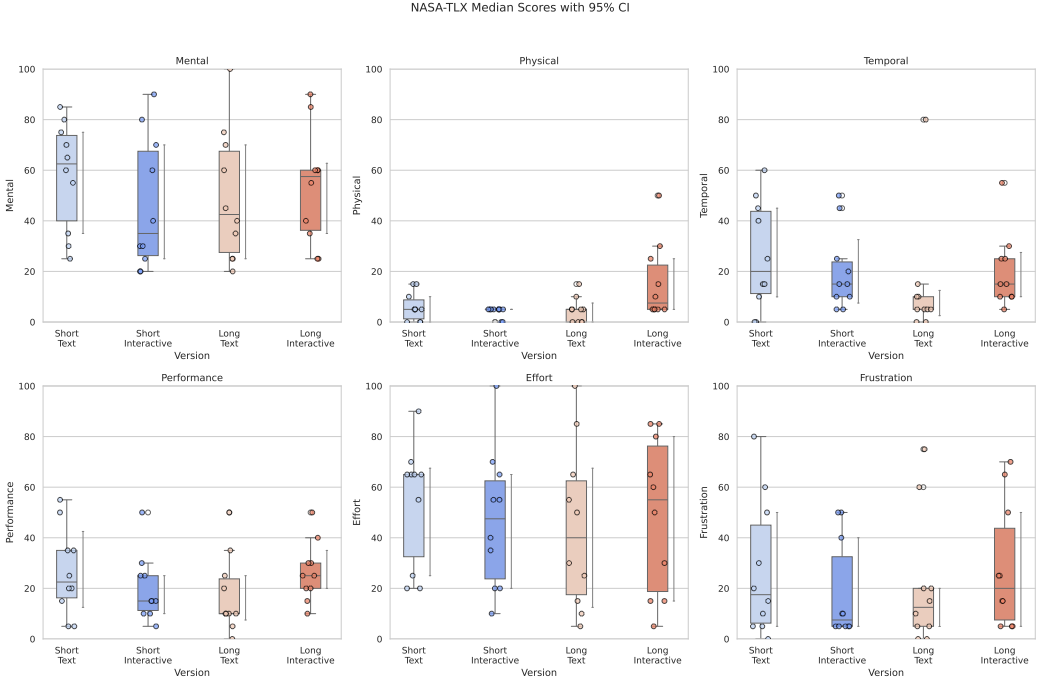 NASA-TLX Median Scores with 95% CI
Mental
Physical
Temporal
100
80
60
40
20
0
Mental
Short
Text
Short
Interactive
Long
Text
Long
Interactive
Version
100
80
60
40
20
0
Physical
Short
Text
Short
Interactive
Long
Text
Long
Interactive
Version
100
80
60
40
20
0
Temporal
Short
Text
Short
Interactive
Long
Text
Long
Interactive
Version
Performance
Effort
Frustration
100
80
60
40
20
0
Performance
Short
Text
Short
Interactive
Long
Text
Long
Interactive
Version
100
80
60
40
20
0
Effort
Short
Text
Short
Interactive
Long
Text
Long
Interactive
Version
100
80
60
40
20
0
Frustration
Short
Text
Short
Interactive
Long
Text
Long
Interactive
Version